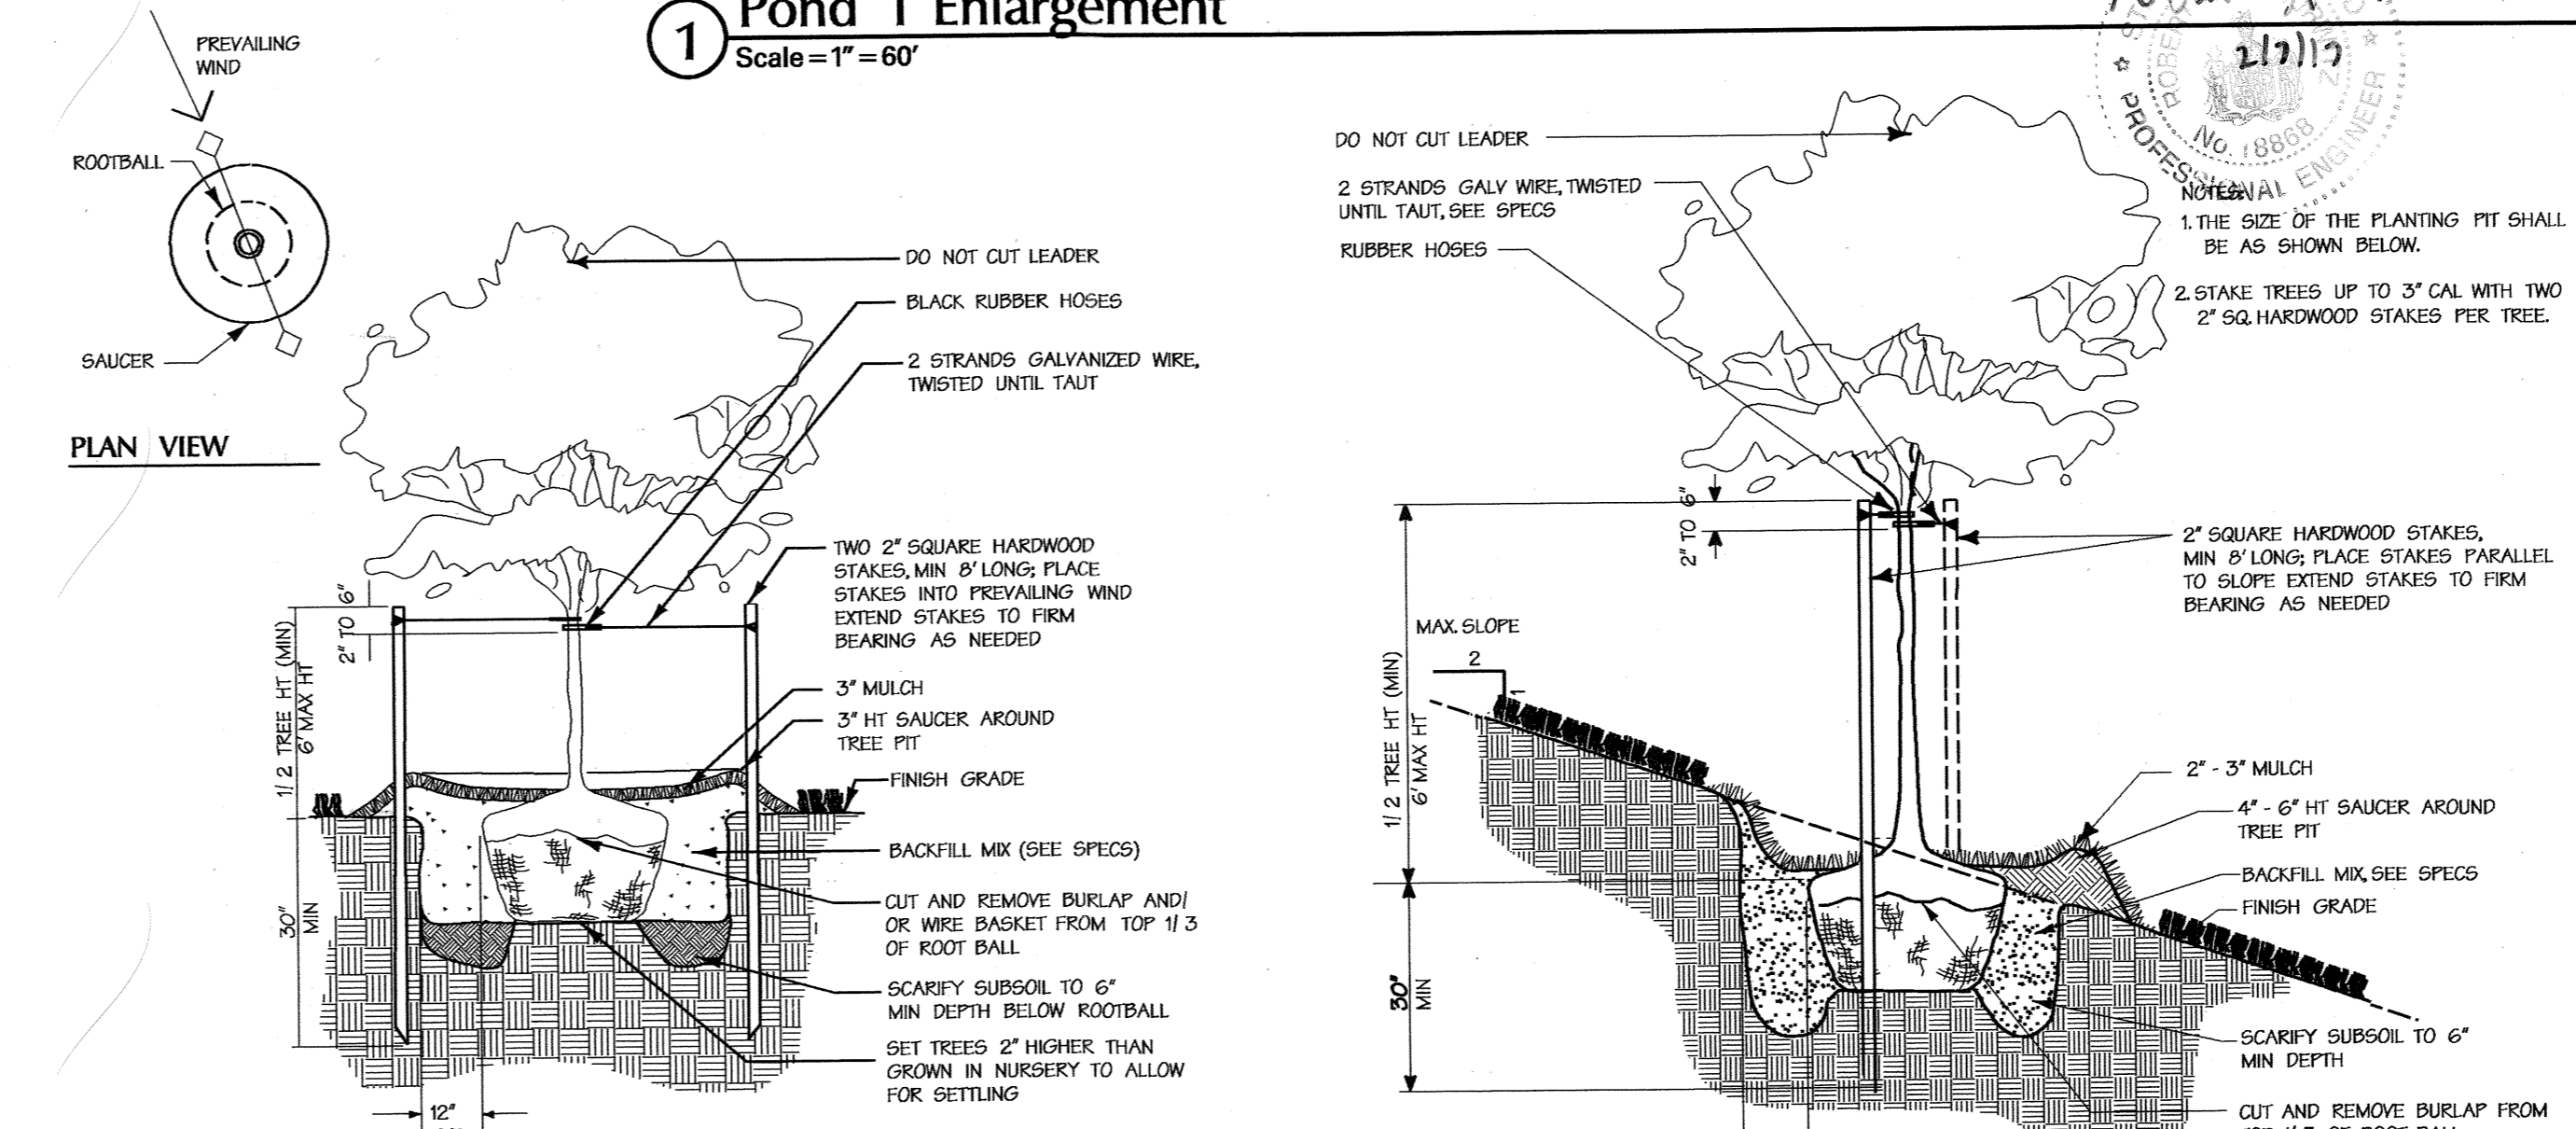 1
Pond 1 Enlargement
Scale=1"=60'
PREVAILING
WIND
ROOTBALL
SAUCER
PLAN VIEW
DO NOT CUT LEADER
BLACK RUBBER HOSES
2 STRANDS GALVANIZED WIRE,
TWISTED UNTIL TAUT
TWO 2" SQUARE HARDWOOD
STAKES, MIN 8' LONG; PLACE
STAKES INTO PREVAILING WIND
EXTEND STAKES TO FIRM
BEARING AS NEEDED
3" MULCH
3" HT SAUCER AROUND
TREE PIT
FINISH GRADE
BACKFILL MIX (SEE SPECS)
CUT AND REMOVE BURLAP AND/
OR WIRE BASKET FROM TOP 1/3
OF ROOT BALL
SCARIFY SUBSOIL TO 6"
MIN DEPTH BELOW ROOTBALL
SET TREES 2" HIGHER THAN
GROWN IN NURSERY TO ALLOW
FOR SETTLING
2" TO 6"
1/2 TREE HT (MIN)
6' MAX HT
30"
MIN
12"
DO NOT CUT LEADER
2 STRANDS GALV WIRE, TWISTED
UNTIL TAUT, SEE SPECS
RUBBER HOSES
2" TO 6"
MAX. SLOPE
2
1
1/2 TREE HT (MIN)
6' MAX HT
30"
MIN
2" SQUARE HARDWOOD STAKES,
MIN 8' LONG; PLACE STAKES PARALLEL
TO SLOPE EXTEND STAKES TO FIRM
BEARING AS NEEDED
2" - 3" MULCH
4" - 6" HT SAUCER AROUND
TREE PIT
BACKFILL MIX, SEE SPECS
FINISH GRADE
SCARIFY SUBSOIL TO 6"
MIN DEPTH
CUT AND REMOVE BURLAP FROM
2/7/17
No. 18868
PROFESSIONAL ENGINEER
NOTES:
1. THE SIZE OF THE PLANTING PIT SHALL
BE AS SHOWN BELOW.
2. STAKE TREES UP TO 3" CAL WITH TWO
2" SQ. HARDWOOD STAKES PER TREE.